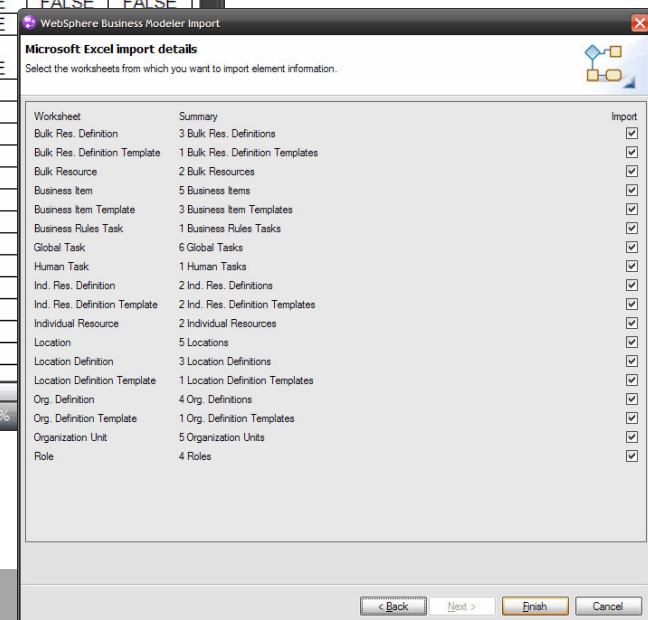 FALSE FALSE
WebSphere Business Modeler Import
Microsoft Excel import details
Select the worksheets from which you want to import element information.
Worksheet Summary Import
Bulk Res. Definition 3 Bulk Res. Definitions
Bulk Res. Definition Template 1 Bulk Res. Definition Templates
Bulk Resource 2 Bulk Resources
Business Item 5 Business Items
Business Item Template 3 Business Item Templates
Business Rules Task 1 Business Rules Tasks
Global Task 6 Global Tasks
Human Task 1 Human Tasks
Ind. Res. Definition 2 Ind. Res. Definitions
Ind. Res. Definition Template 2 Ind. Res. Definition Templates
Individual Resource 2 Individual Resources
Location 5 Locations
Location Definition 3 Location Definitions
Location Definition Template 1 Location Definition Templates
Org. Definition 4 Org. Definitions
Org. Definition Template 1 Org. Definition Templates
Organization Unit 5 Organization Units
Role 4 Roles
< Back Next > Finish Cancel